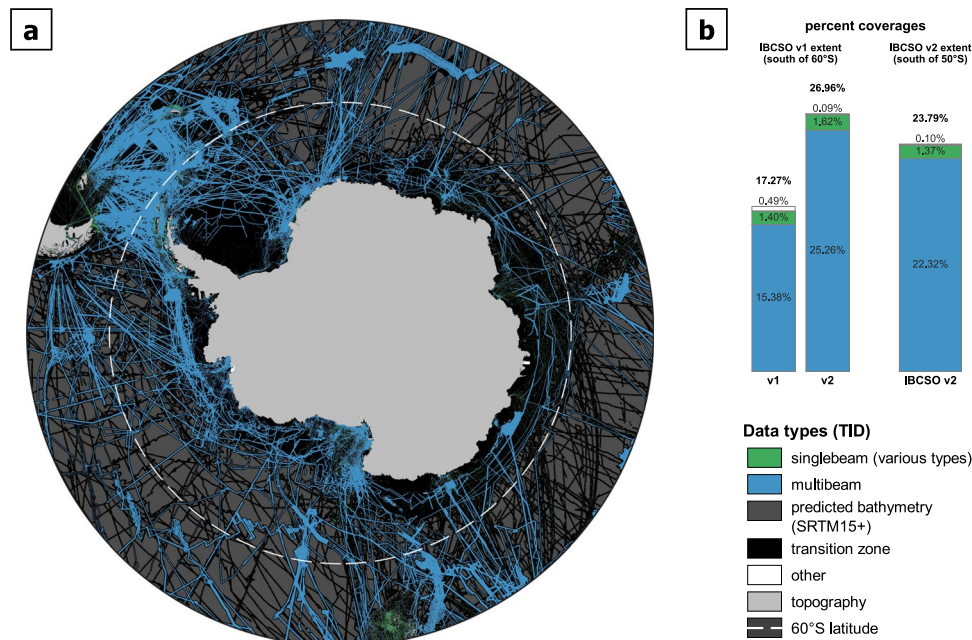 a
b
percent coverages
IBCSO v1 extent
(south of 60°S)
IBCSO v2 extent
(south of 50°S)
26.96%
0.09%
1.62%
23.79%
0.10%
1.37%
17.27%
0.49%
1.40%
25.26%
22.32%
15.38%
v1
v2
IBCSO v2
Data types (TID)
singlebeam (various types)
multibeam
predicted bathymetry
(SRTM15+)
transition zone
other
topography
60°S latitude